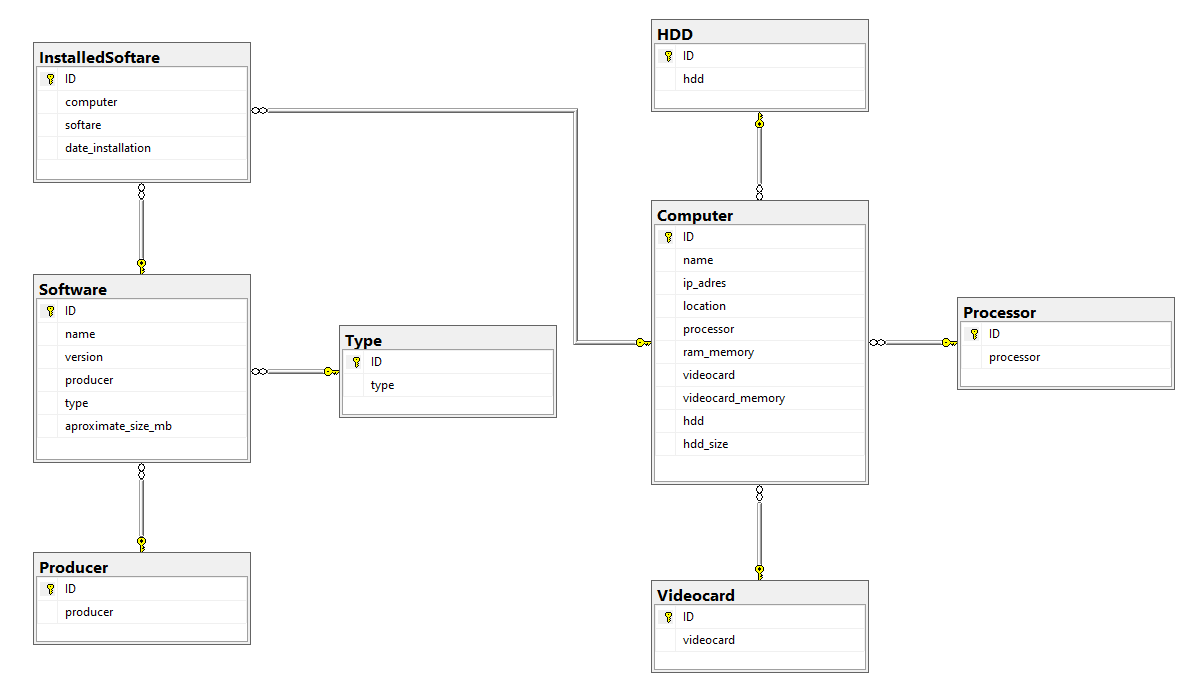 InstalledSoftare
ID
computer
softare
date_installation
HDD
ID
hdd
Computer
ID
name
ip_adres
location
processor
ram_memory
videocard
videocard_memory
hdd
hdd_size
Software
ID
name
version
producer
type
aproximate_size_mb
Type
ID
type
Processor
ID
processor
Producer
ID
producer
Videocard
ID
videocard